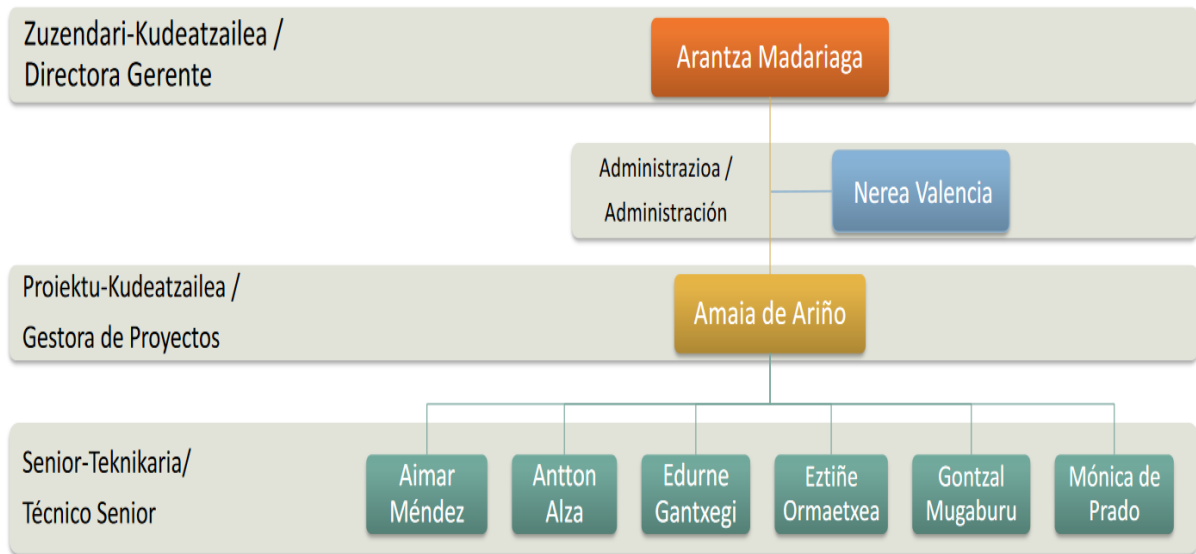 Zuzendari-Kudeatzailea /
Directora Gerente
Arantza Madariaga
Administrazioa /
Administración
Nerea Valencia
Proiektu-Kudeatzailea /
Gestora de Proyectos
Amaia de Ariño
Senior-Teknikaria/
Técnico Senior
Aimar
Méndez
Antton
Alza
Edurne
Gantxegi
Eztiñe
Ormaetxea
Gontzal
Mugaburu
Mónica de
Prado